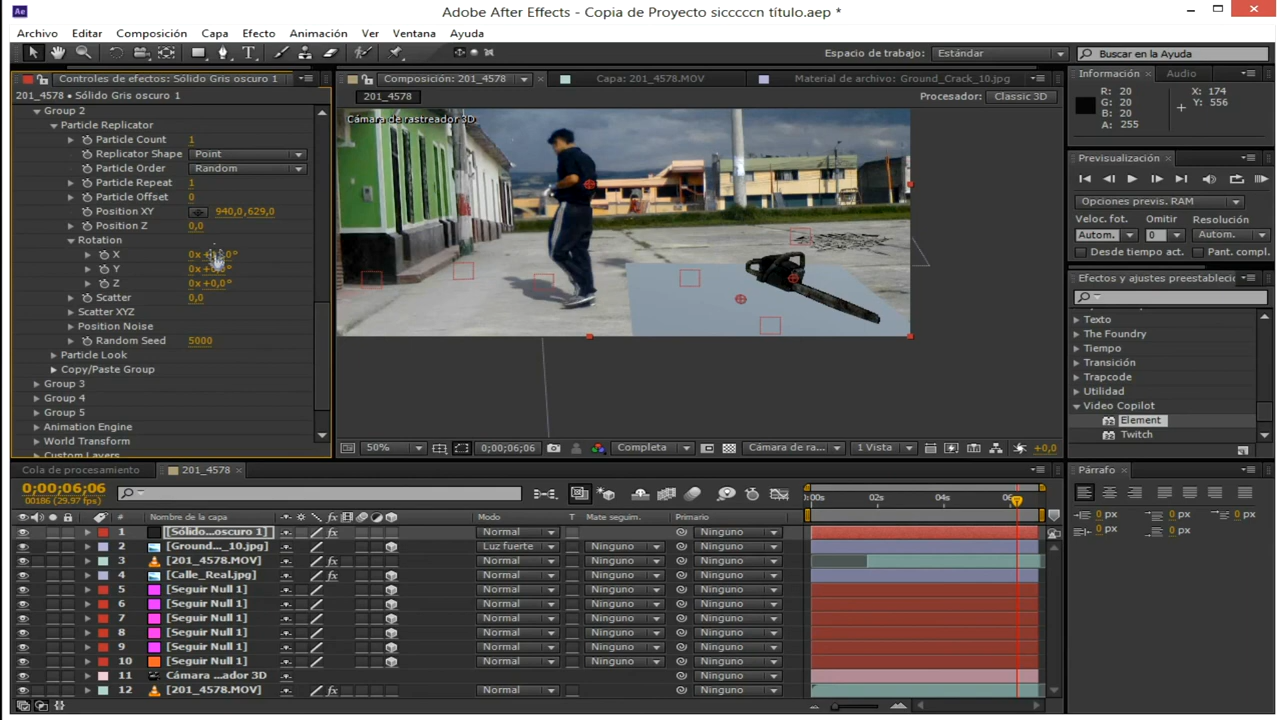 Adobe After Effects - Copia de Proyecto sicccccn título.aep *
Archivo Editar Composición Capa Efecto Animación Ver Ventana Ayuda
Espacio de trabajo: Estándar Buscar en la Ayuda
Controles de efectos: Sólido Gris oscuro 1
201_4578 • Sólido Gris oscuro 1
Group 2
Particle Replicator
Particle Count 1
Replicator Shape Point
Particle Order Random
Particle Repeat 1
Particle Offset 0
Position XY 940,0,629,0
Position Z 0,0
Rotation
X
Y
Z 0x+0,0°
Scatter 0,0
Scatter XYZ
Position Noise
Random Seed 5000
Particle Look
Copy/Paste Group
Group 3
Group 4
Group 5
Animation Engine
World Transform
Custom Layers
Composición: 201_4578 Capa: 201_4578.MOV Material de archivo: Ground_Crack_10.jpg
201_4578 Procesador: Classic 3D
Cámara de rastreador 3D
50% 0;00;06;06 Completa Cámara de ra... 1 Vista +0,0
Información Audio
R: 20
G: 20
B: 20
A: 255
X: 174
Y: 556
Previsualización
Opciones previs. RAM
Veloc. fot. Omitir Resolución
Autom. 0 Autom.
Desde tiempo act. Pant. compl.
Efectos y ajustes preestableci
Texto
The Foundry
Tiempo
Transición
Trapcode
Utilidad
Video Copilot
Element
Twitch
Párrafo
0 px 0 px 0 px
0 px 0 px
Cola de procesamiento 201_4578
0;00;06;06
00186 (29.97 fps)
:00s 02s 04s 06
# Nombre de la capa Modo T Mate seguim. Primario
1 [Sólido...oscuro 1] Normal Ninguno
2 [Ground..._10.jpg] Luz fuerte Ninguno Ninguno
3 [201_4578.MOV] Normal Ninguno Ninguno
4 [Calle_Real.jpg] Normal Ninguno Ninguno
5 [Seguir Null 1] Normal Ninguno Ninguno
6 [Seguir Null 1] Normal Ninguno Ninguno
7 [Seguir Null 1] Normal Ninguno Ninguno
8 [Seguir Null 1] Normal Ninguno Ninguno
9 [Seguir Null 1] Normal Ninguno Ninguno
10 [Seguir Null 1] Normal Ninguno Ninguno
11 Cámara ...ador 3D Ninguno
12 [201_4578.MOV] Normal Ninguno Ninguno